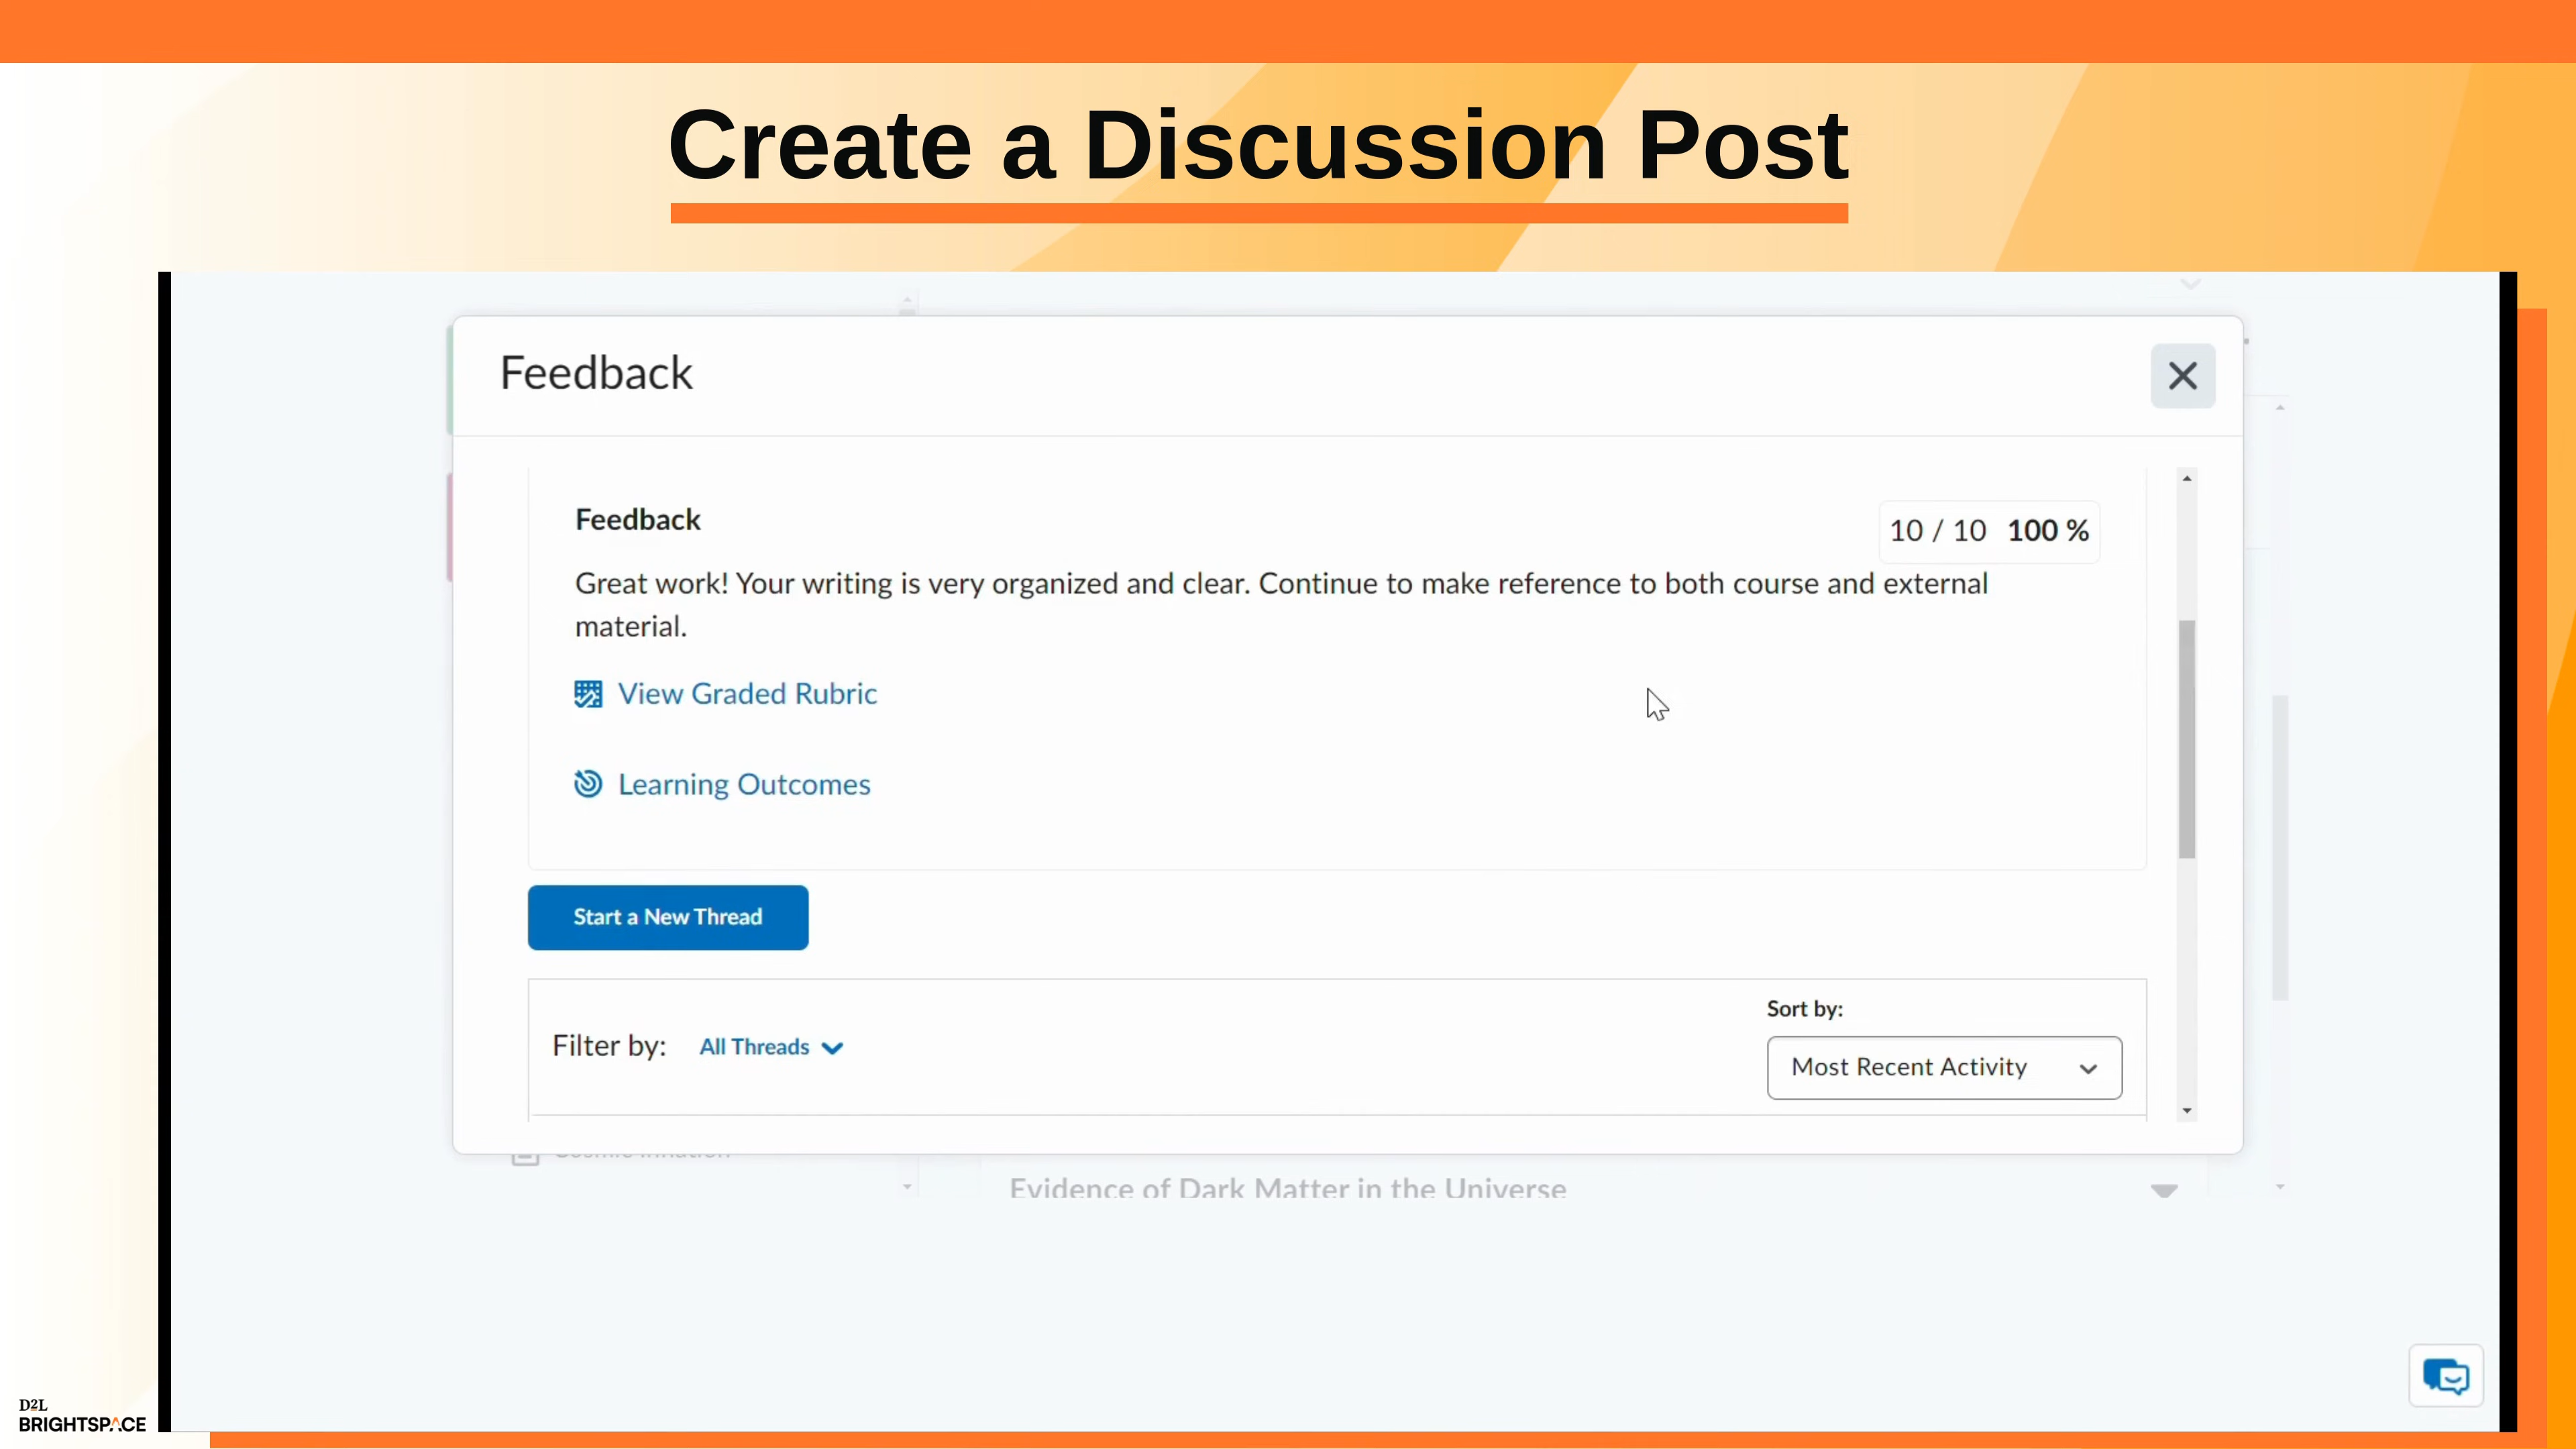 Create a Discussion Post
Feedback
Feedback
10 / 10 100 %
Great work! Your writing is very organized and clear. Continue to make reference to both course and external
material.
View Graded Rubric
Learning Outcomes
Start a New Thread
Sort by:
Filter by: All Threads
Most Recent Activity
Evidence of Dark Matter in the Universe
D2L
BRIGHTSPACE